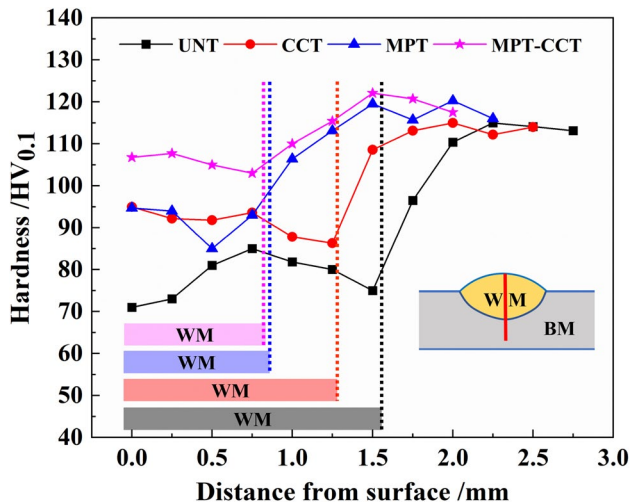 UNT CCT MPT MPT-CCT
Hardness /HV0.1
140
130
120
110
100
90
80
70
60
50
40
WM
WM
WM
WM
WM
BM
0.0 0.5 1.0 1.5 2.0 2.5 3.0
Distance from surface /mm